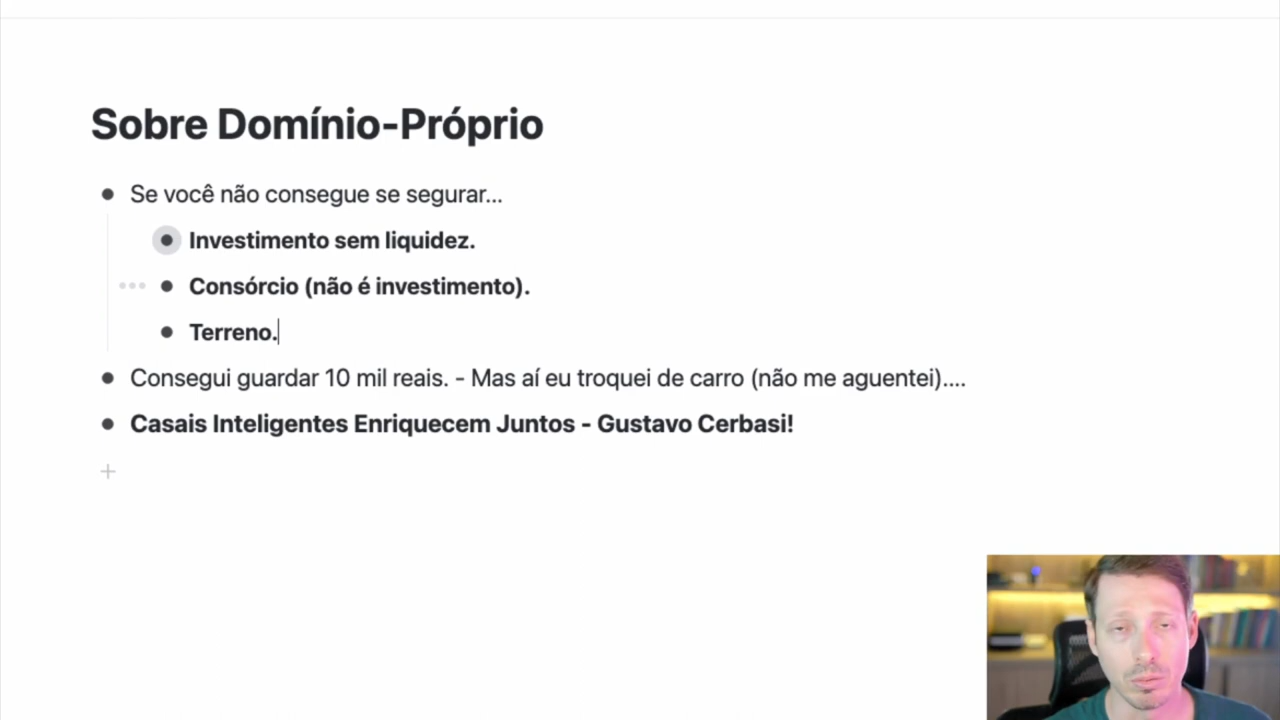 Sobre Domínio-Próprio
Se você não consegue se segurar...
Investimento sem liquidez.
Consórcio (não é investimento).
Terreno.
Consegui guardar 10 mil reais. - Mas aí eu troquei de carro (não me aguentei)....
Casais Inteligentes Enriquecem Juntos - Gustavo Cerbasi!